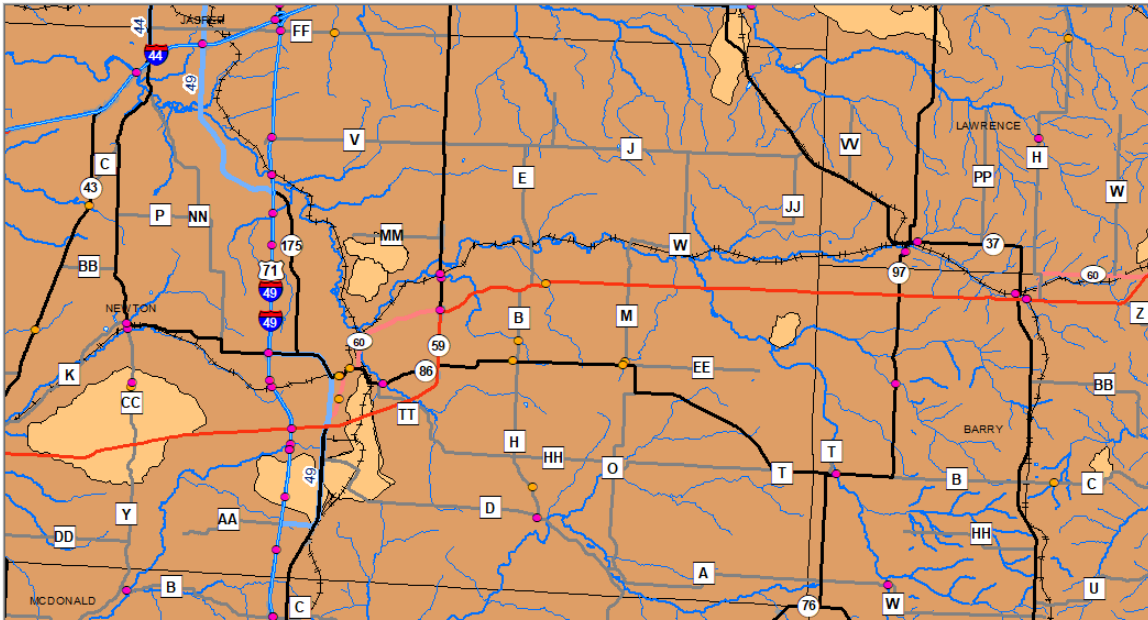 JASPER
44
FF
44
49
V
J
VV
LAWRENCE
C
E
H
PP
43
W
P
NN
JJ
MM
175
W
37
BB
71
97
60
49
NEWTON
49
B
M
Z
60
59
K
86
EE
BB
CC
TT
BARRY
H
HH
O
T
T
B
C
49
Y
D
AA
DD
HH
A
B
U
MCDONALD
C
76
W